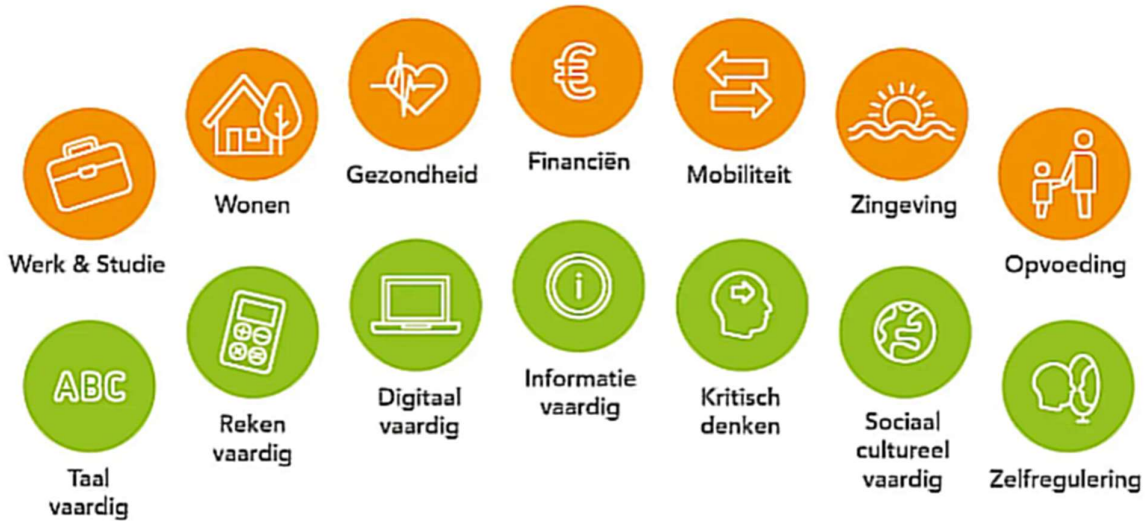 €
Financiën
Gezondheid
Mobiliteit
Wonen
Zingeving
Werk & Studie
Opvoeding
ABC
Taal
vaardig
Reken
vaardig
Digitaal
vaardig
i
Informatie
vaardig
Kritisch
denken
Sociaal
cultureel
vaardig
Zelfregulering